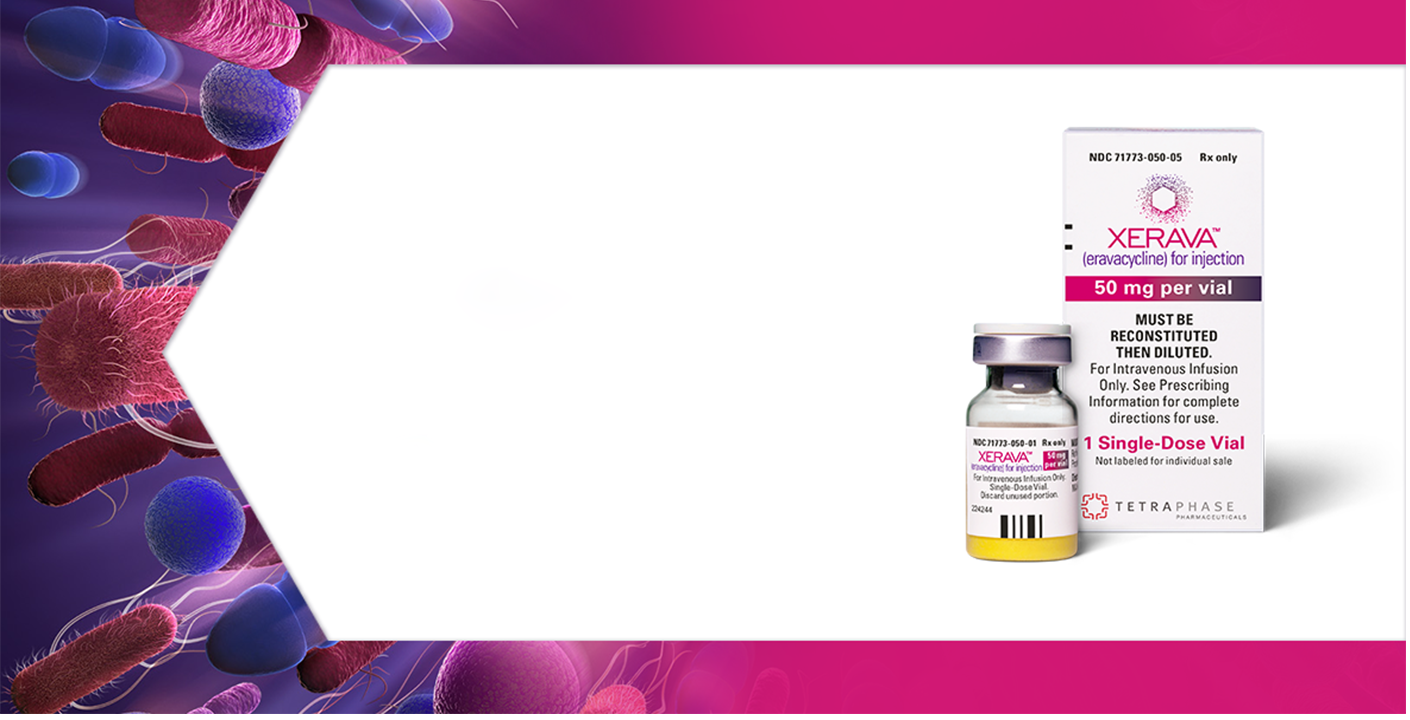 NDC 71773-050-05 Rx only
XERAVA™
(eravacycline) for injection
50 mg per vial
MUST BE
RECONSTITUTED
THEN DILUTED.
For Intravenous Infusion
Only. See Prescribing
Information for complete
directions for use.
1 Single-Dose Vial
Not labeled for individual sale
TETRAPHASE
PHARMACEUTICALS
NDC 71773-050-01 Rx only
XERAVA™
50 mg
per vial
(eravacycline) for injection
For Intravenous Infusion Only.
Single-Dose Vial.
Discard unused portion.
224244